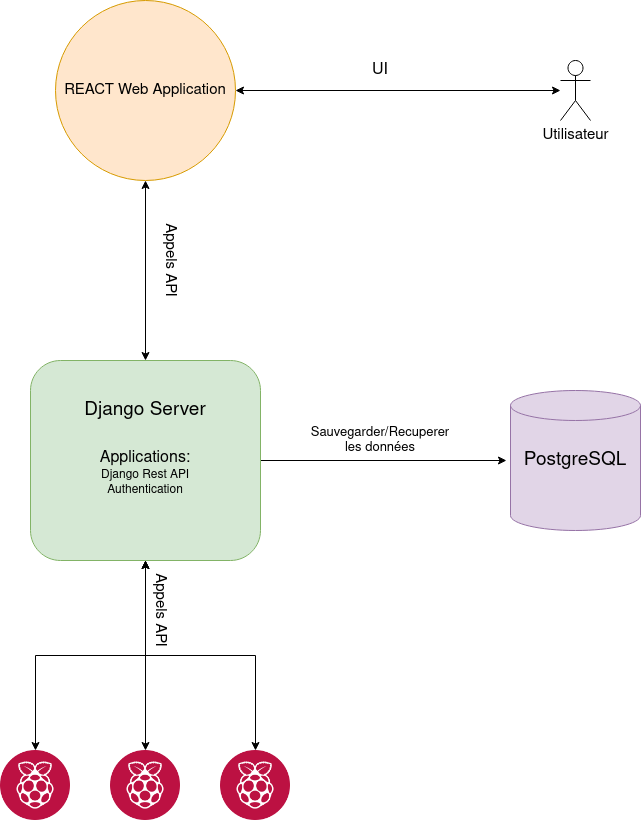 REACT Web Application
UI
Utilisateur
Appels API
Django Server
Applications:
Django Rest API
Authentication
Sauvegarder/Recuperer
les données
PostgreSQL
Appels API